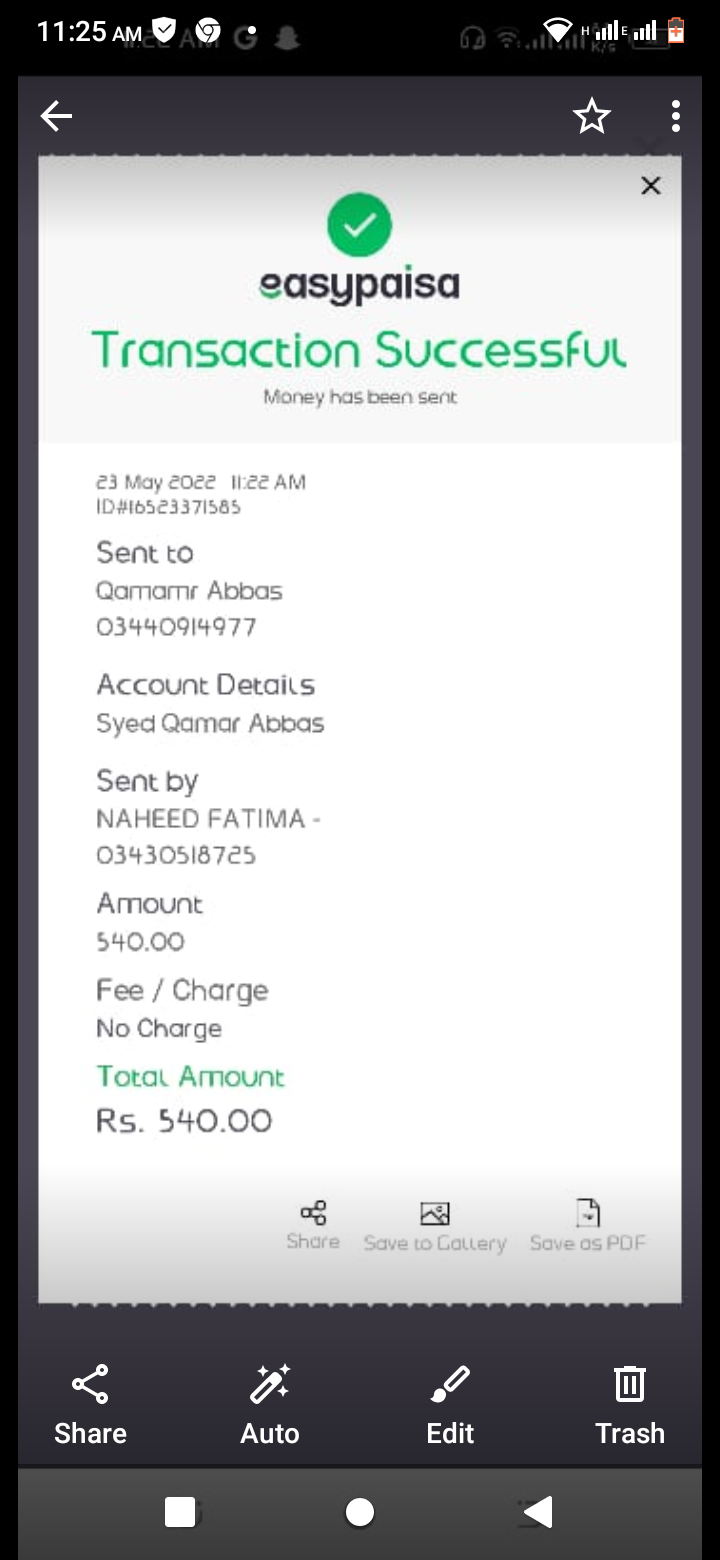 11:25 AM
easypaisa
Transaction Successful
Money has been sent
23 May 2022 11:22 AM
ID#16523371585
Sent to
Qamamr Abbas
03440914977
Account Details
Syed Qamar Abbas
Sent by
NAHEED FATIMA -
03430518725
Amount
540.00
Fee / Charge
No Charge
Total Amount
Rs. 540.00
Share Save to Gallery Save as PDF
Share Auto Edit Trash